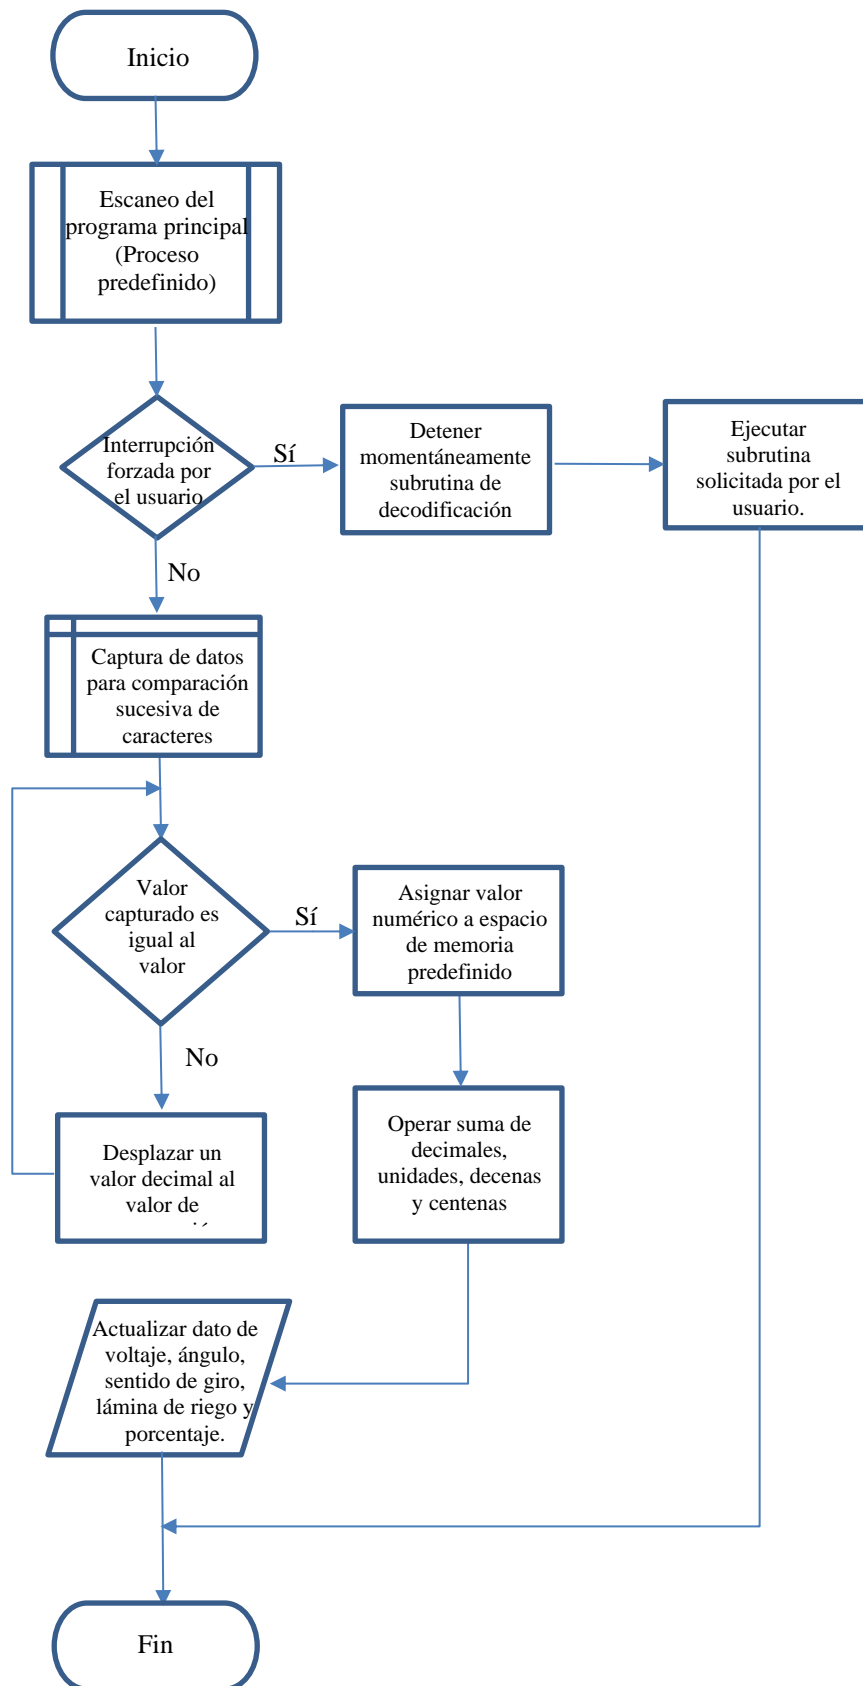 Inicio
Escaneo del
programa principal
(Proceso
predefinido)
Interrupción
forzada por
el usuario
Sí
Detener
momentáneamente
subrutina de
decodificación
Ejecutar
subrutina
solicitada por el
usuario.
No
Captura de datos
para comparación
sucesiva de
caracteres
Valor
capturado es
igual al
valor
Sí
Asignar valor
numérico a espacio
de memoria
predefinido
No
Desplazar un
valor decimal al
valor de
Operar suma de
decimales,
unidades, decenas
y centenas
Actualizar dato de
voltaje, ángulo,
sentido de giro,
lámina de riego y
porcentaje.
Fin